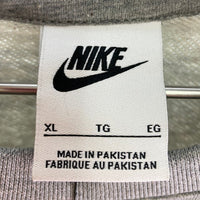 NIKE
XL TG EG
MADE IN PAKISTAN
FABRIQUE AU PAKISTAN